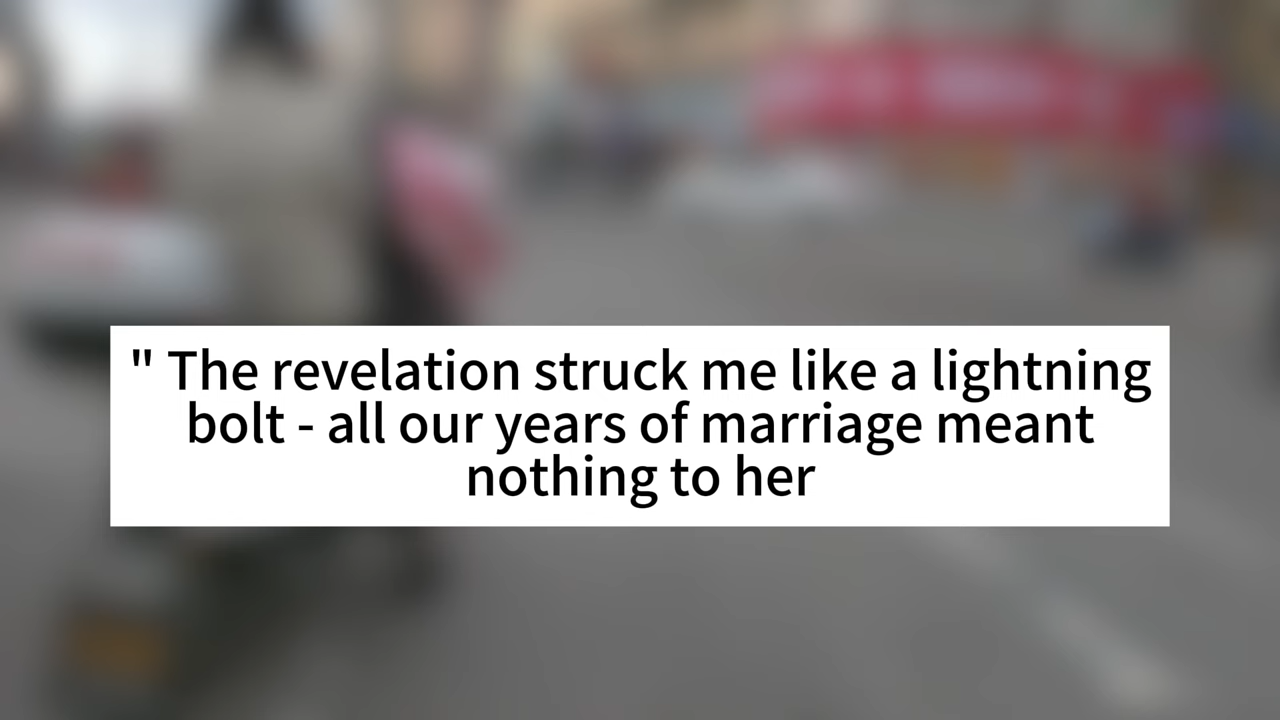 " The revelation struck me like a lightning
bolt - all our years of marriage meant
nothing to her